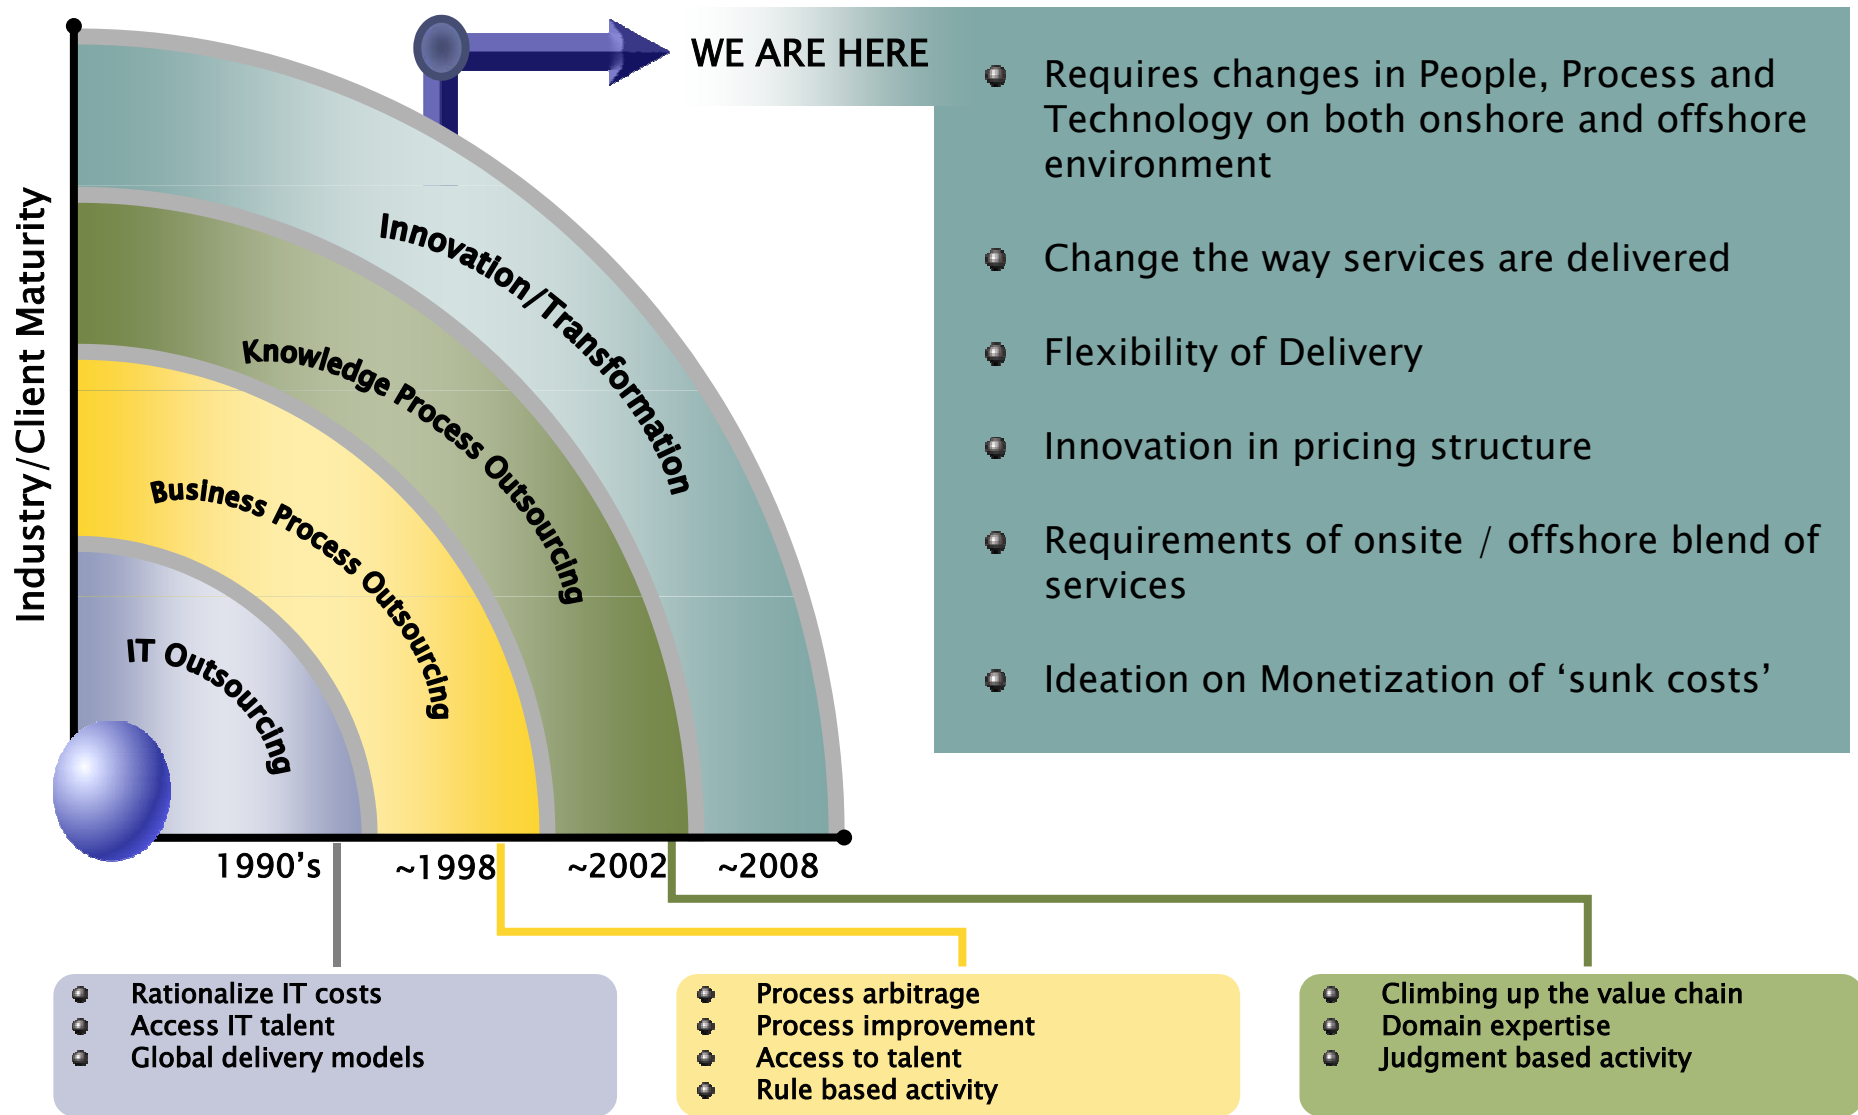 WE ARE HERE
Requires changes in People, Process and
Technology on both onshore and offshore
environment
Change the way services are delivered
Flexibility of Delivery
Innovation in pricing structure
Requirements of onsite / offshore blend of
services
Ideation on Monetization of ‘sunk costs’
Industry/Client Maturity
Innovation/Transformation
Knowledge Process Outsourcing
Business Process Outsourcing
IT Outsourcing
1990’s
~1998
~2002
~2008
Rationalize IT costs
Access IT talent
Global delivery models
Process arbitrage
Process improvement
Access to talent
Rule based activity
Climbing up the value chain
Domain expertise
Judgment based activity